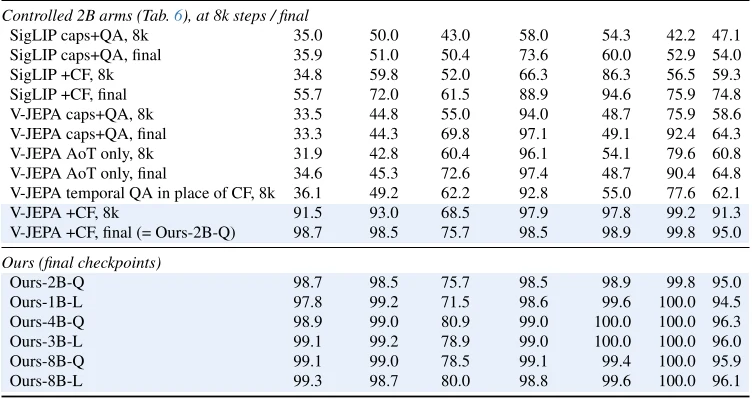 Controlled 2B arms (Tab. 6), at 8k steps / final
SigLIP caps+QA, 8k 35.0 50.0 43.0 58.0 54.3 42.2 47.1
SigLIP caps+QA, final 35.9 51.0 50.4 73.6 60.0 52.9 54.0
SigLIP +CF, 8k 34.8 59.8 52.0 66.3 86.3 56.5 59.3
SigLIP +CF, final 55.7 72.0 61.5 88.9 94.6 75.9 74.8
V-JEPA caps+QA, 8k 33.5 44.8 55.0 94.0 48.7 75.9 58.6
V-JEPA caps+QA, final 33.3 44.3 69.8 97.1 49.1 92.4 64.3
V-JEPA AoT only, 8k 31.9 42.8 60.4 96.1 54.1 79.6 60.8
V-JEPA AoT only, final 34.6 45.3 72.6 97.4 48.7 90.4 64.8
V-JEPA temporal QA in place of CF, 8k 36.1 49.2 62.2 92.8 55.0 77.6 62.1
V-JEPA +CF, 8k 91.5 93.0 68.5 97.9 97.8 99.2 91.3
V-JEPA +CF, final (= Ours-2B-Q) 98.7 98.5 75.7 98.5 98.9 99.8 95.0
Ours (final checkpoints)
Ours-2B-Q 98.7 98.5 75.7 98.5 98.9 99.8 95.0
Ours-1B-L 97.8 99.2 71.5 98.6 99.6 100.0 94.5
Ours-4B-Q 98.9 99.0 80.9 99.0 100.0 100.0 96.3
Ours-3B-L 99.1 99.2 78.9 99.0 100.0 100.0 96.0
Ours-8B-Q 99.1 99.0 78.5 99.1 99.4 100.0 95.9
Ours-8B-L 99.3 98.7 80.0 98.8 99.6 100.0 96.1